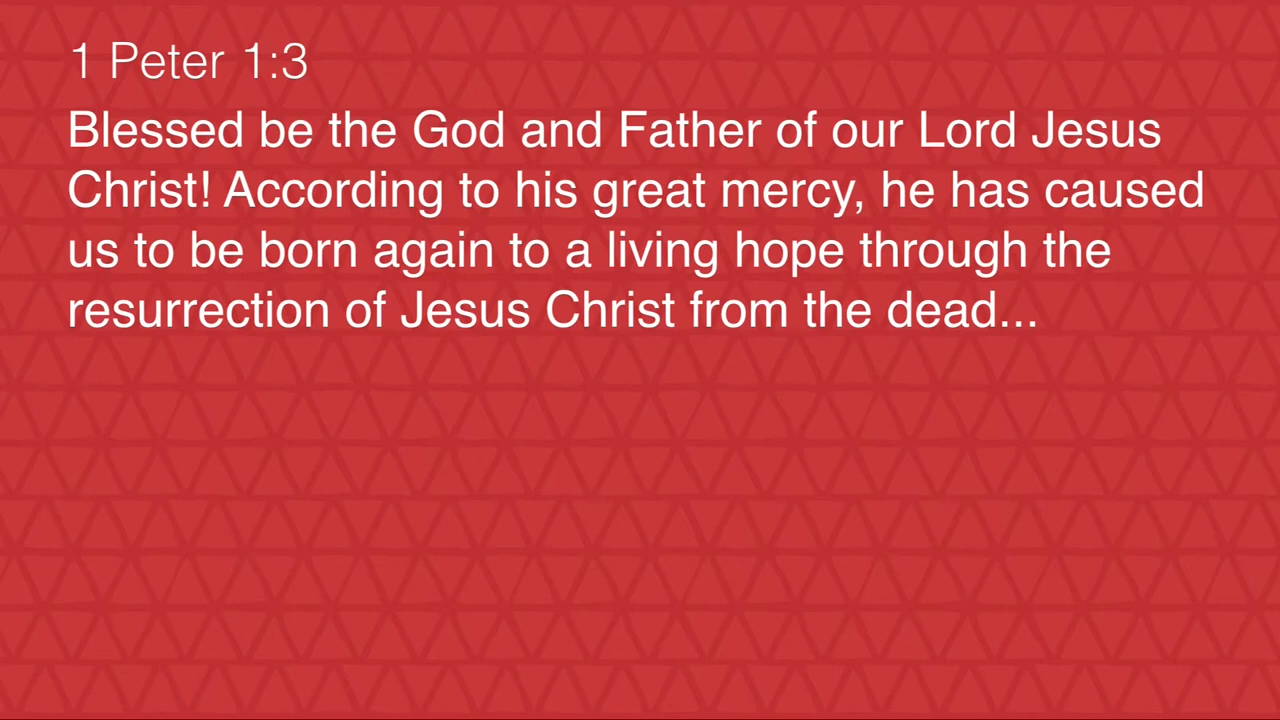 1 Peter 1:3
Blessed be the God and Father of our Lord Jesus
Christ! According to his great mercy, he has caused
us to be born again to a living hope through the
resurrection of Jesus Christ from the dead...